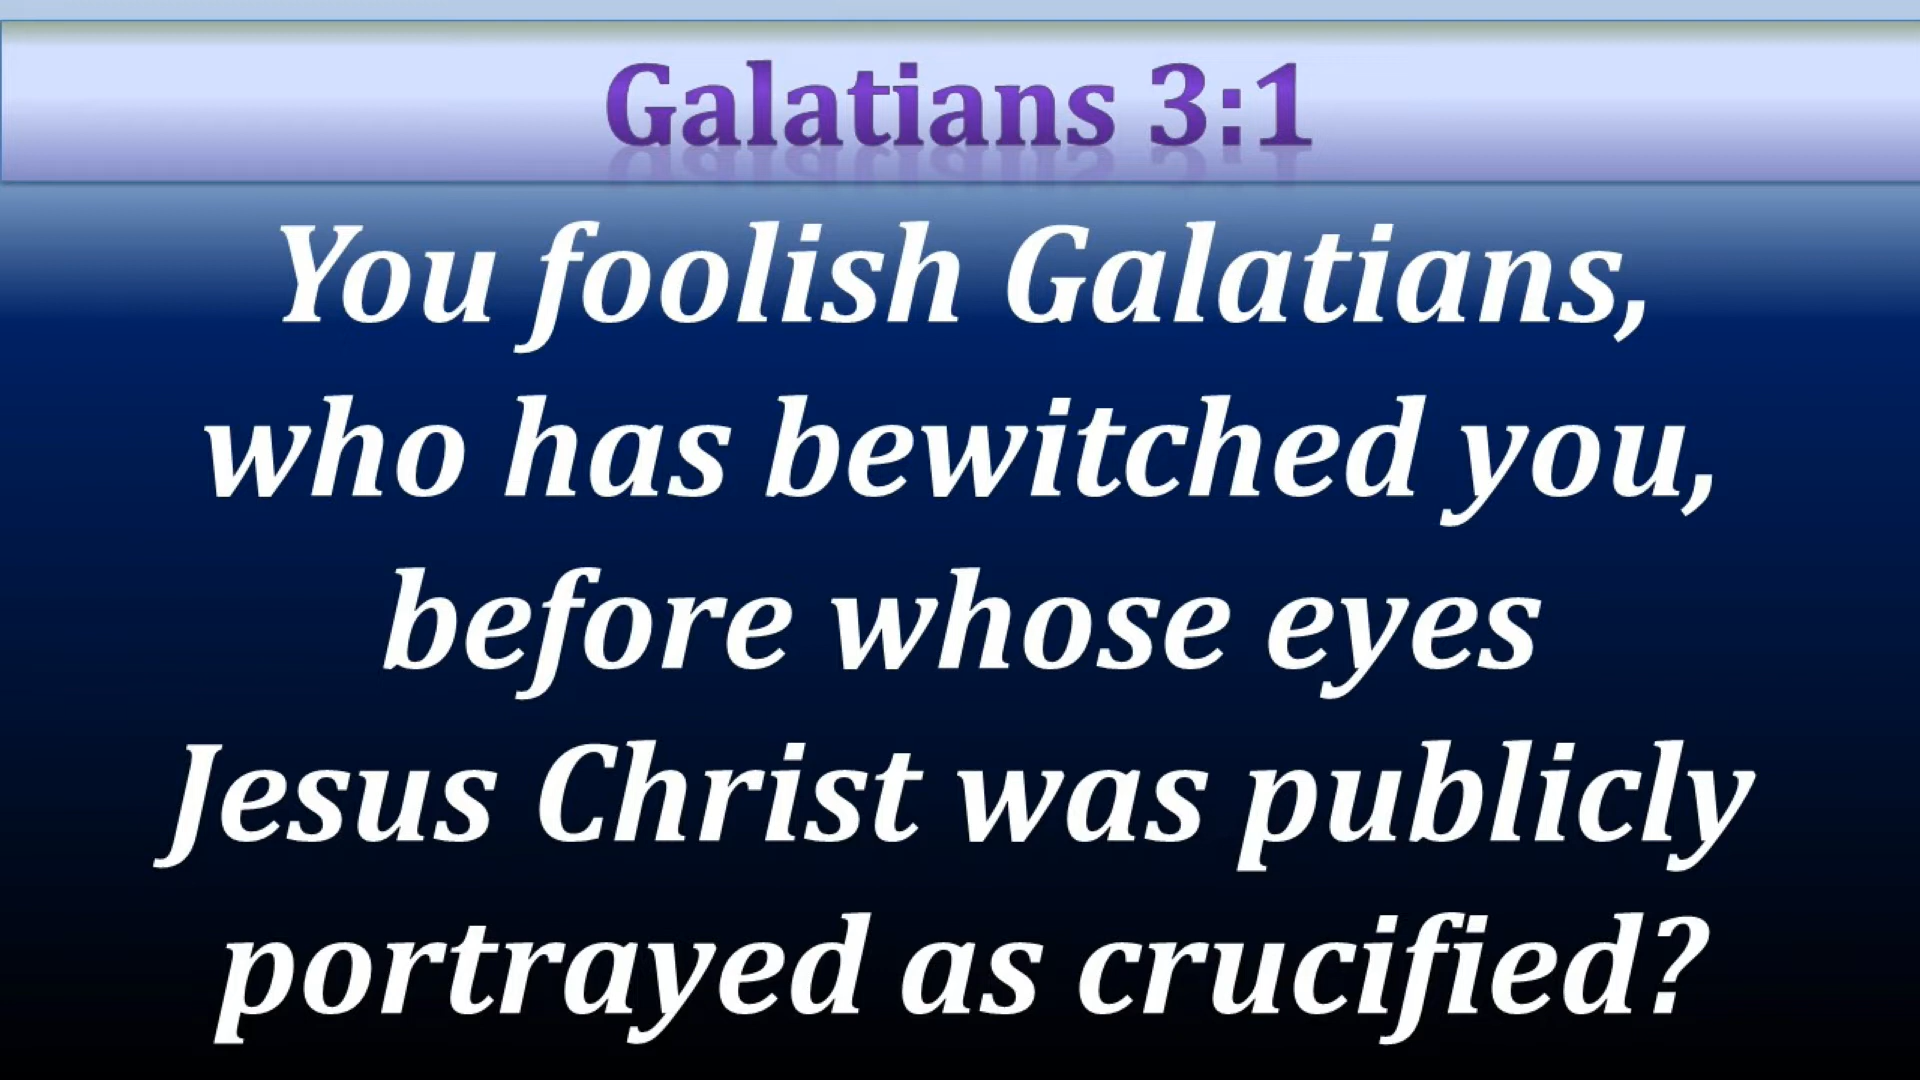 Galatians 3:1
You foolish Galatians,
who has bewitched you,
before whose eyes
Jesus Christ was publicly
portrayed as crucified?